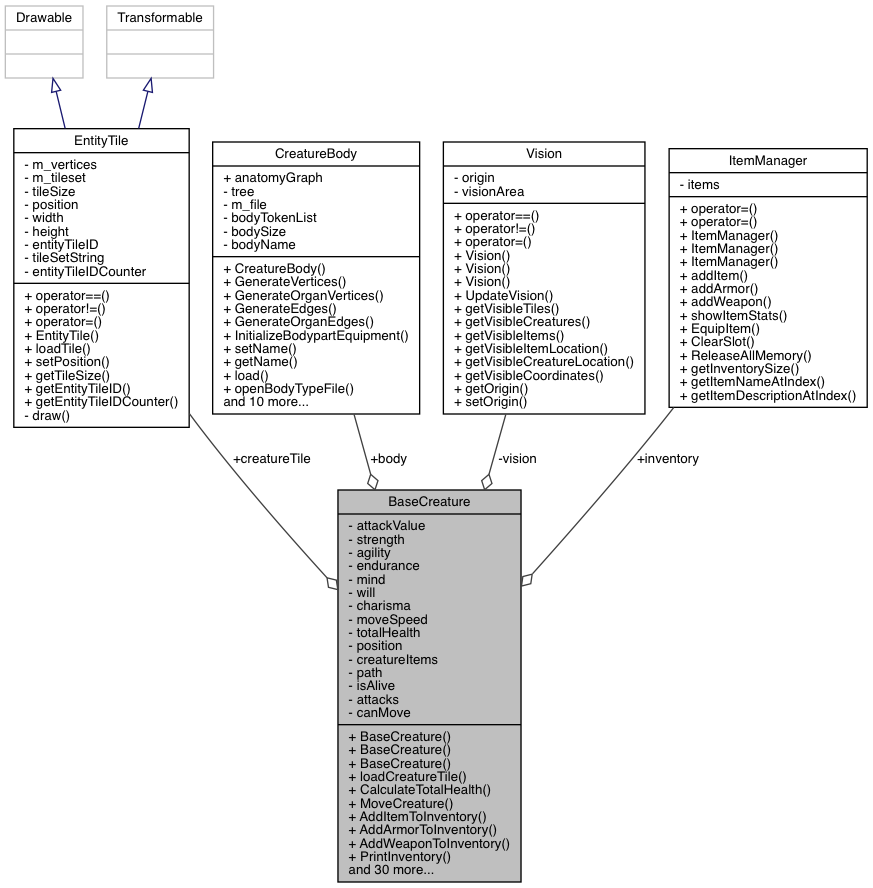 Drawable
Transformable
EntityTile
- m_vertices
- m_tileset
- tileSize
- position
- width
- height
- entityTileID
- tileSetString
- entityTileIDCounter
+ operator==()
+ operator!=()
+ operator=()
+ EntityTile()
+ loadTile()
+ setPosition()
+ getTileSize()
+ getEntityTileID()
+ getEntityTileIDCounter()
- draw()
CreatureBody
+ anatomyGraph
- tree
- m_file
- bodyTokenList
- bodySize
- bodyName
+ CreatureBody()
+ GenerateVertices()
+ GenerateOrganVertices()
+ GenerateEdges()
+ GenerateOrganEdges()
+ InitializeBodypartEquipment()
+ setName()
+ getName()
+ load()
+ openBodyTypeFile()
and 10 more...
Vision
- origin
- visionArea
+ operator==()
+ operator!=()
+ operator=()
+ Vision()
+ Vision()
+ Vision()
+ UpdateVision()
+ getVisibleTiles()
+ getVisibleCreatures()
+ getVisibleItems()
+ getVisibleItemLocation()
+ getVisibleCreatureLocation()
+ getVisibleCoordinates()
+ getOrigin()
+ setOrigin()
ItemManager
- items
+ operator=()
+ operator=()
+ ItemManager()
+ ItemManager()
+ ItemManager()
+ addItem()
+ addArmor()
+ addWeapon()
+ showItemStats()
+ EquipItem()
+ ClearSlot()
+ ReleaseAllMemory()
+ getInventorySize()
+ getItemNameAtIndex()
+ getItemDescriptionAtIndex()
+creatureTile
+body
-vision
+inventory
BaseCreature
- attackValue
- strength
- agility
- endurance
- mind
- will
- charisma
- moveSpeed
- totalHealth
- position
- creatureItems
- path
- isAlive
- attacks
- canMove
+ BaseCreature()
+ BaseCreature()
+ BaseCreature()
+ loadCreatureTile()
+ CalculateTotalHealth()
+ MoveCreature()
+ AddItemToInventory()
+ AddArmorToInventory()
+ AddWeaponToInventory()
+ PrintInventory()
and 30 more...